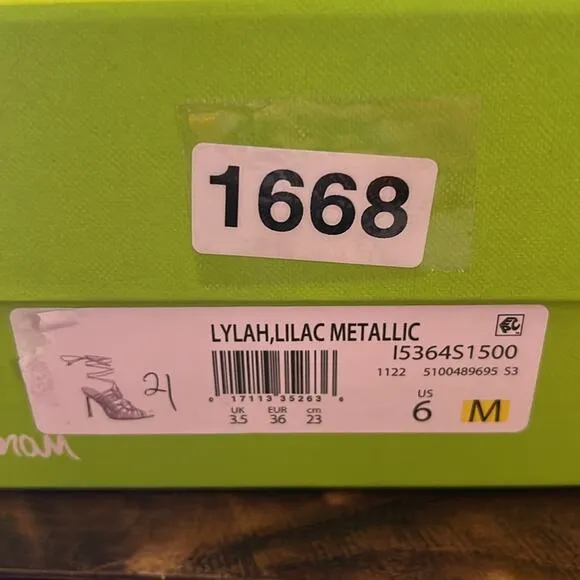 1668
LYLAH,LILAC METALLIC
I5364S1500
1122 5100489695 S3
0 17113 35263 6
UK EUR cm US
3.5 36 23 6 M
21